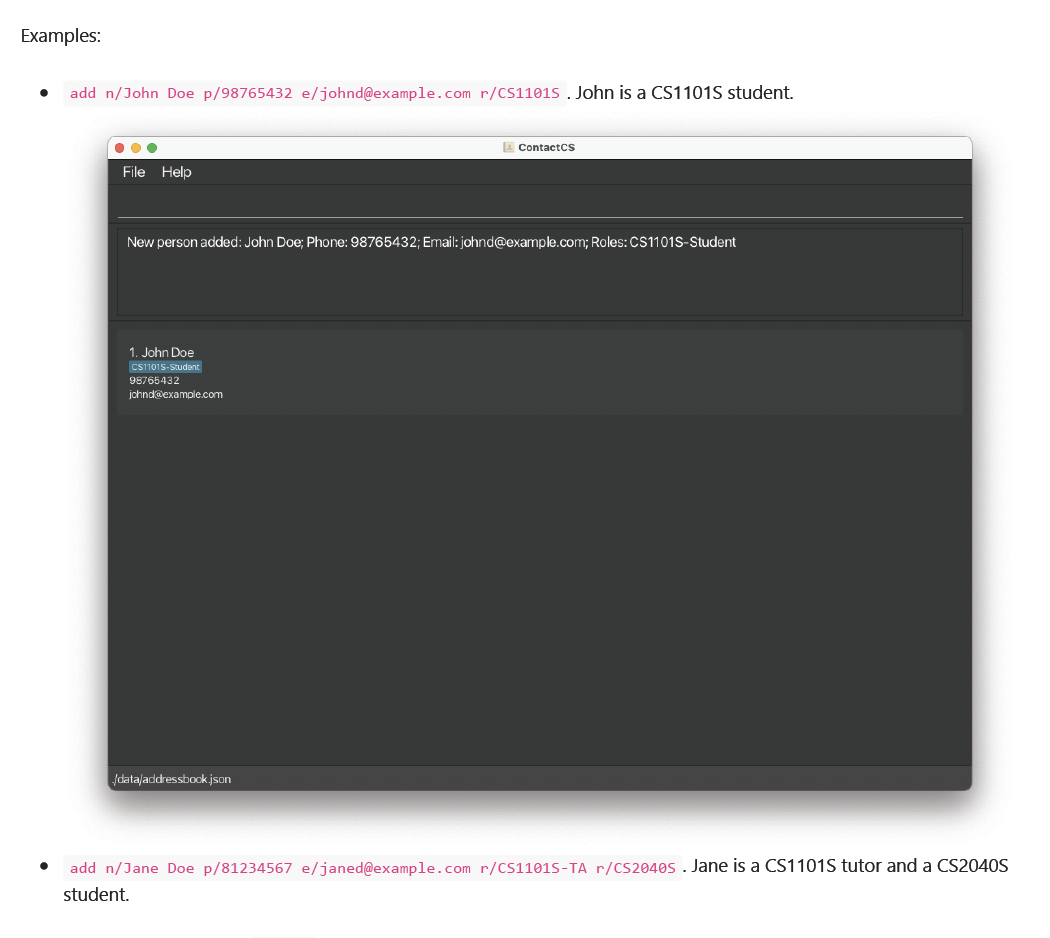 Examples:
add n/John Doe p/98765432 e/johnd@example.com r/CS1101S . John is a CS1101S student.
ContactCS
File Help
New person added: John Doe; Phone: 98765432; Email: johnd@example.com; Roles: CS1101S-Student
1. John Doe
CS1101S-Student
98765432
johnd@example.com
./data/addressbook.json
add n/Jane Doe p/81234567 e/janed@example.com r/CS1101S-TA r/CS2040S . Jane is a CS1101S tutor and a CS2040S
student.